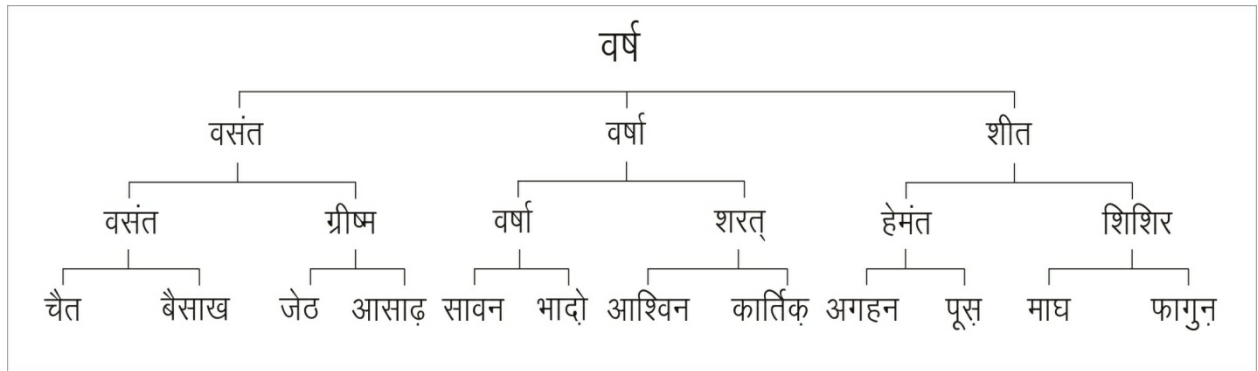 वर्ष
वसंत वर्षा शीत
वसंत ग्रीष्म वर्षा शरत् हेमंत शिशिर
चैत बैसाख जेठ आसाढ़ सावन भादो़ आश्विन कार्तिक़ अगहन पूस़ माघ फागुऩ